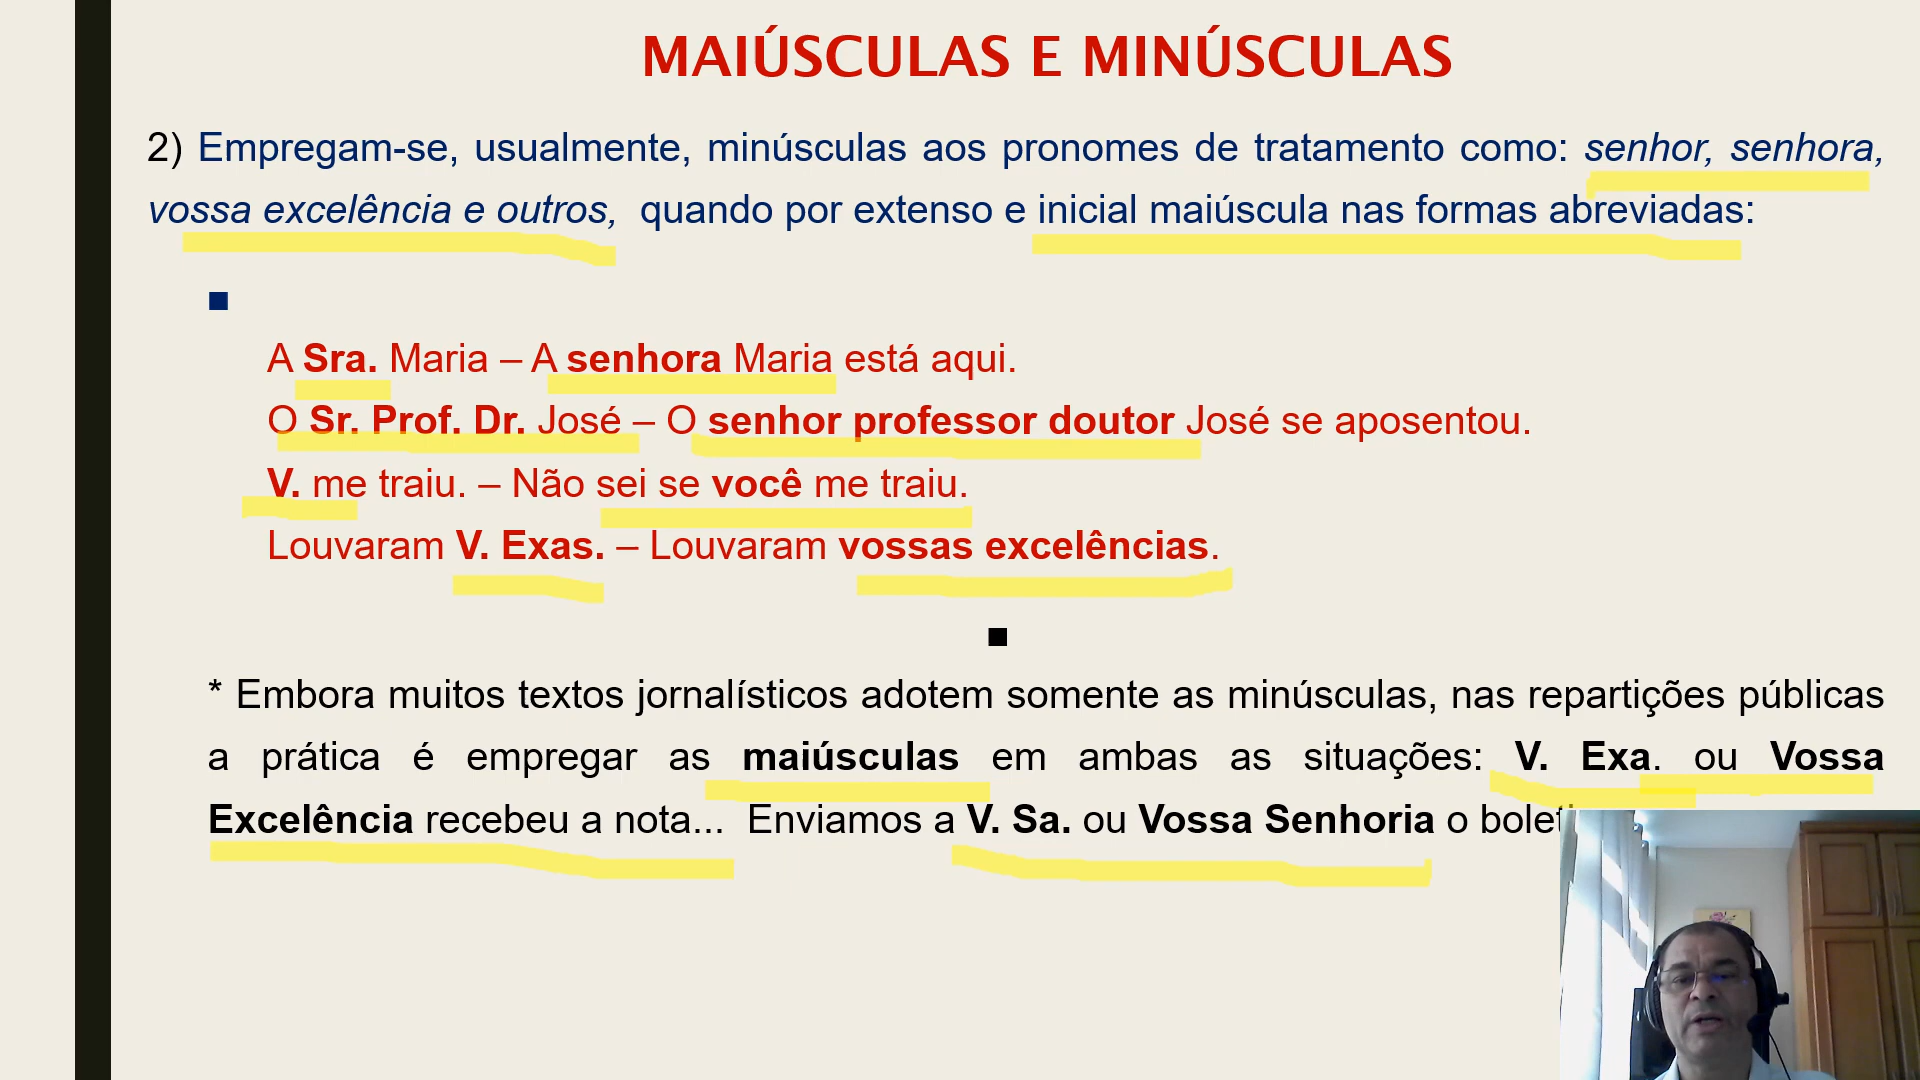 MAIÚSCULAS E MINÚSCULAS
2) Empregam-se, usualmente, minúsculas aos pronomes de tratamento como: senhor, senhora,
vossa excelência e outros, quando por extenso e inicial maiúscula nas formas abreviadas:
A Sra. Maria – A senhora Maria está aqui.
O Sr. Prof. Dr. José – O senhor professor doutor José se aposentou.
V. me traiu. – Não sei se você me traiu.
Louvaram V. Exas. – Louvaram vossas excelências.
* Embora muitos textos jornalísticos adotem somente as minúsculas, nas repartições públicas
a prática é empregar as maiúsculas em ambas as situações: V. Exa. ou Vossa
Excelência recebeu a nota... Enviamos a V. Sa. ou Vossa Senhoria o